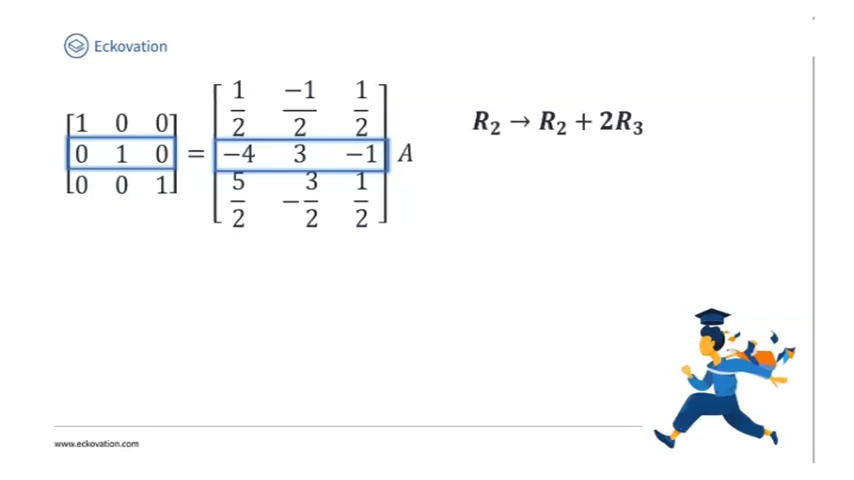 Eckovation
[1 0 0]
[0 1 0]
[0 0 1]
=
[1/2 -1/2 1/2]
[-4 3 -1]
[5/2 -3/2 1/2]
A
R₂ → R₂ + 2R₃
www.eckovation.com